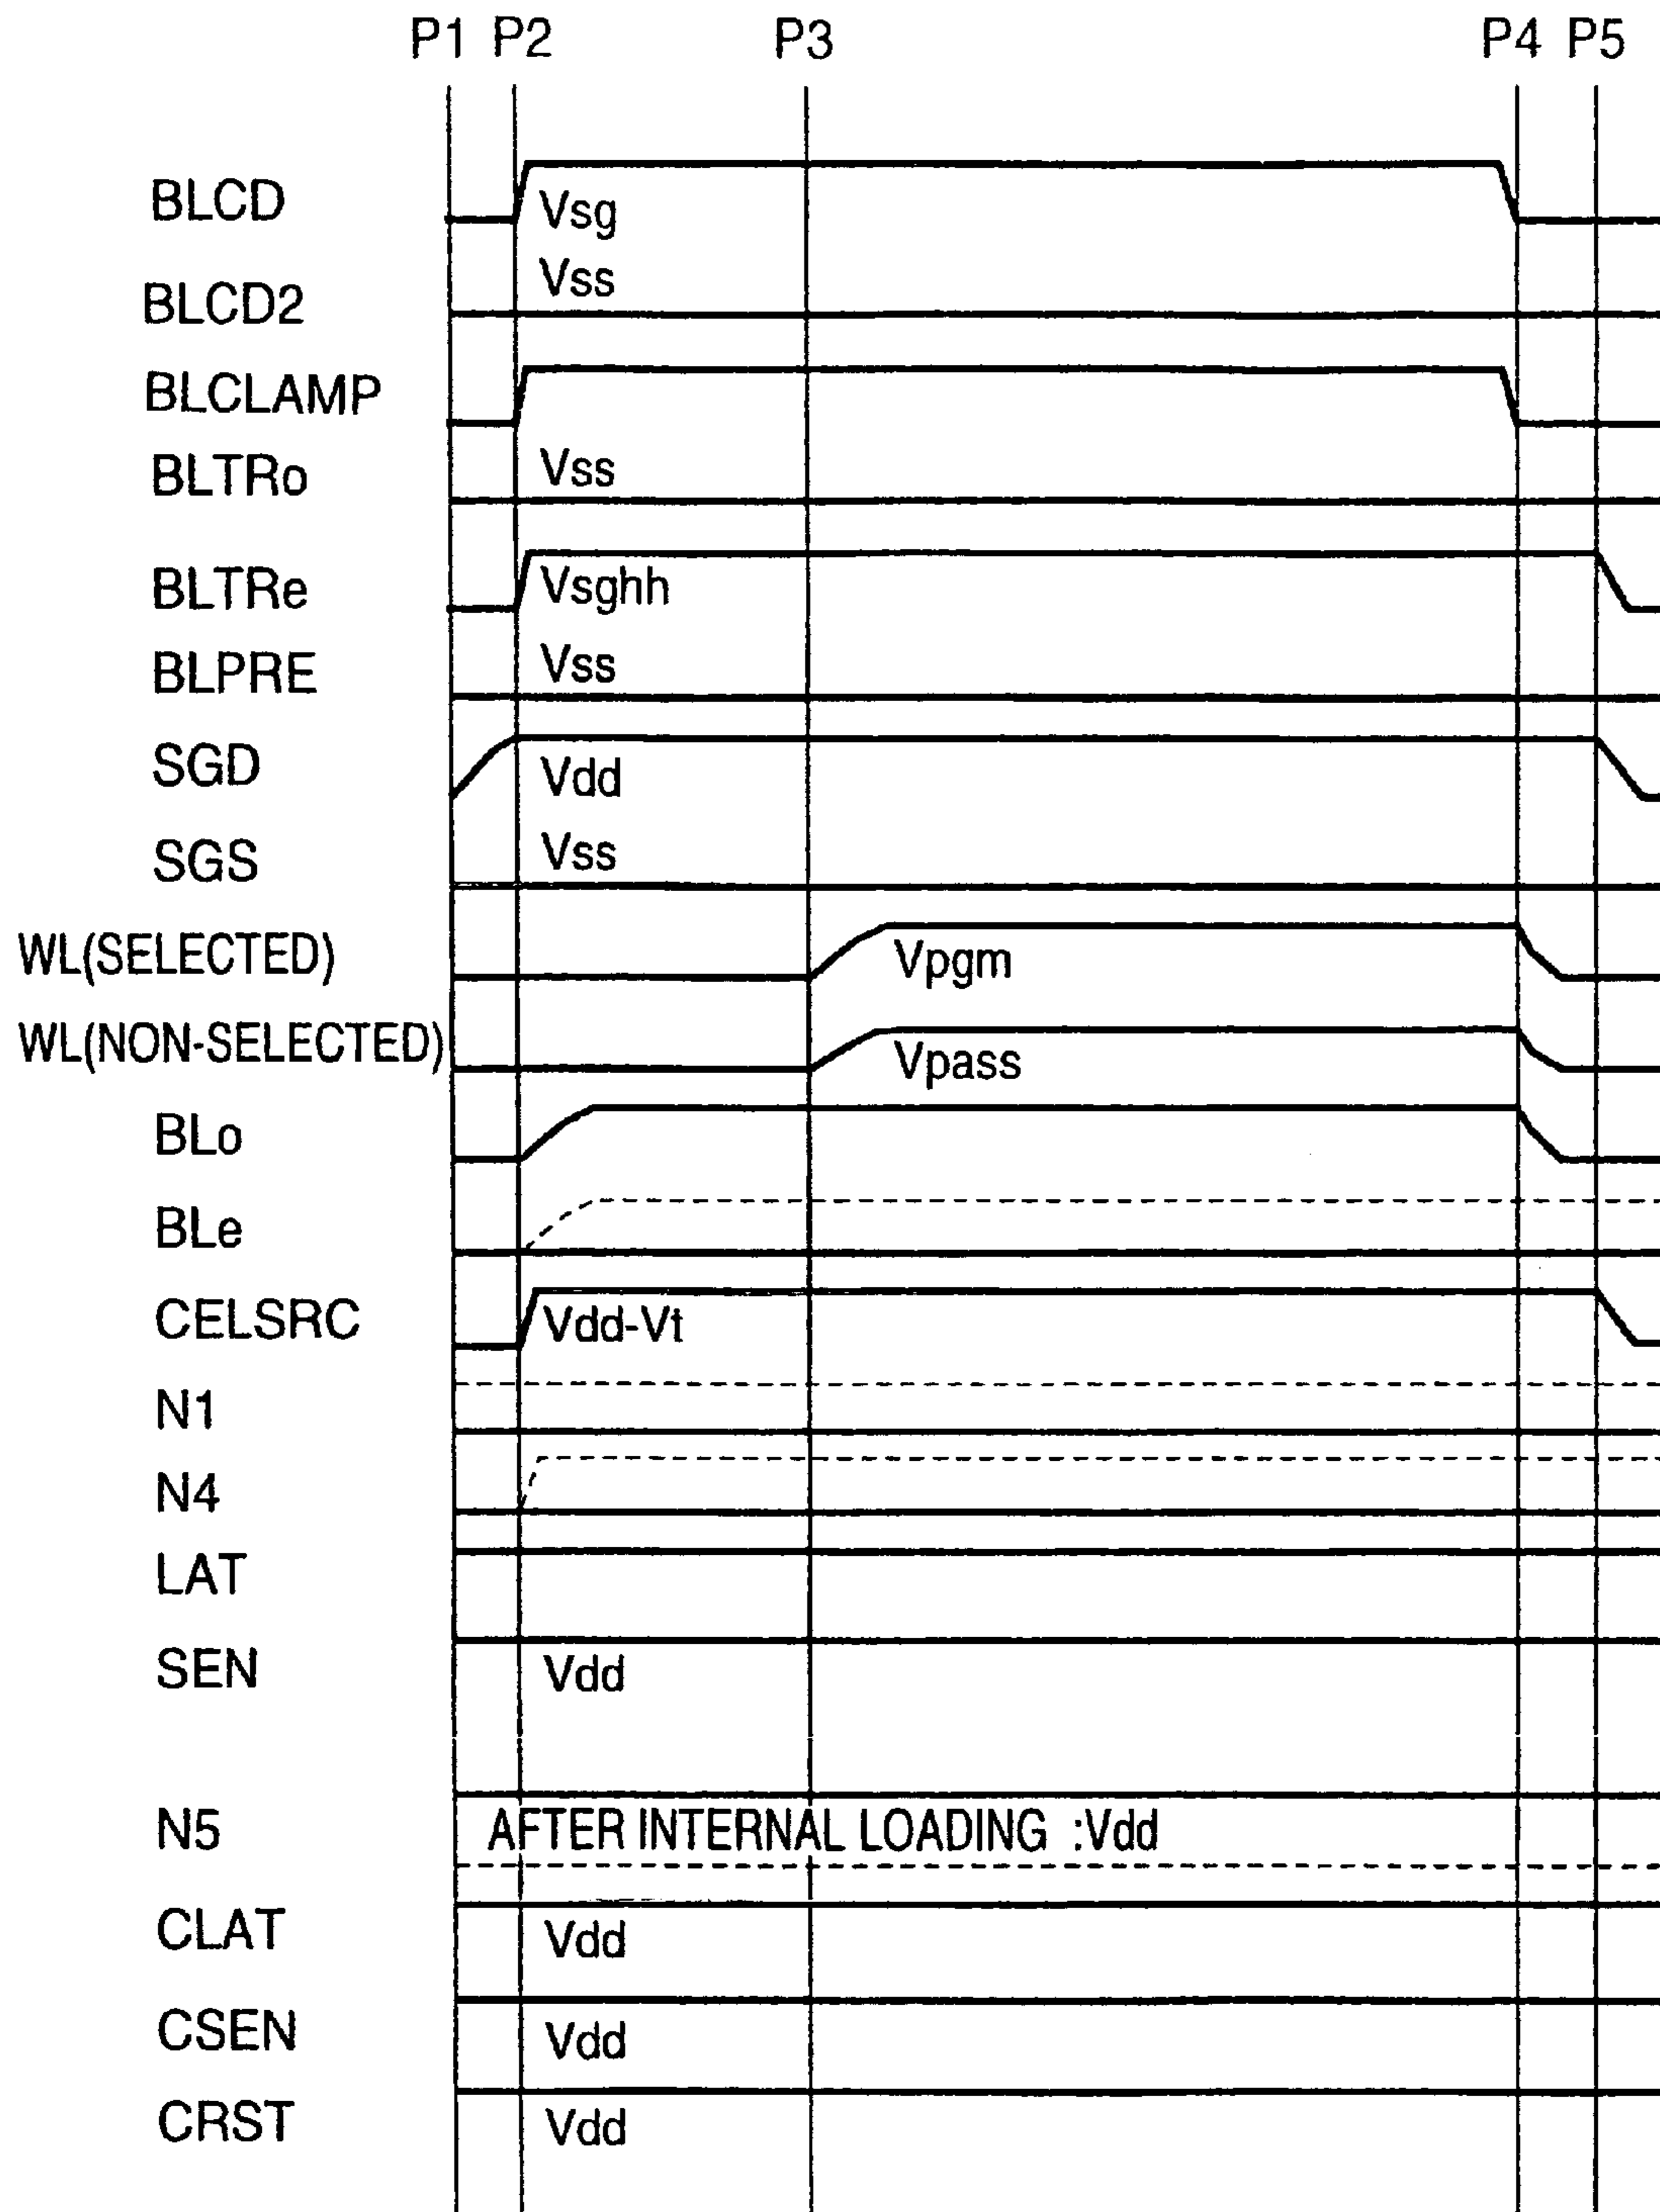 P1 P2 P3 P4 P5
BLCD Vsg
BLCD2 Vss
BLCLAMP
BLTRo Vss
BLTRe Vsghh
BLPRE Vss
SGD Vdd
SGS Vss
WL(SELECTED) Vpgm
WL(NON-SELECTED) Vpass
BLo
BLe
CELSRC Vdd-Vt
N1
N4
LAT
SEN Vdd
N5 AFTER INTERNAL LOADING :Vdd
CLAT Vdd
CSEN Vdd
CRST Vdd